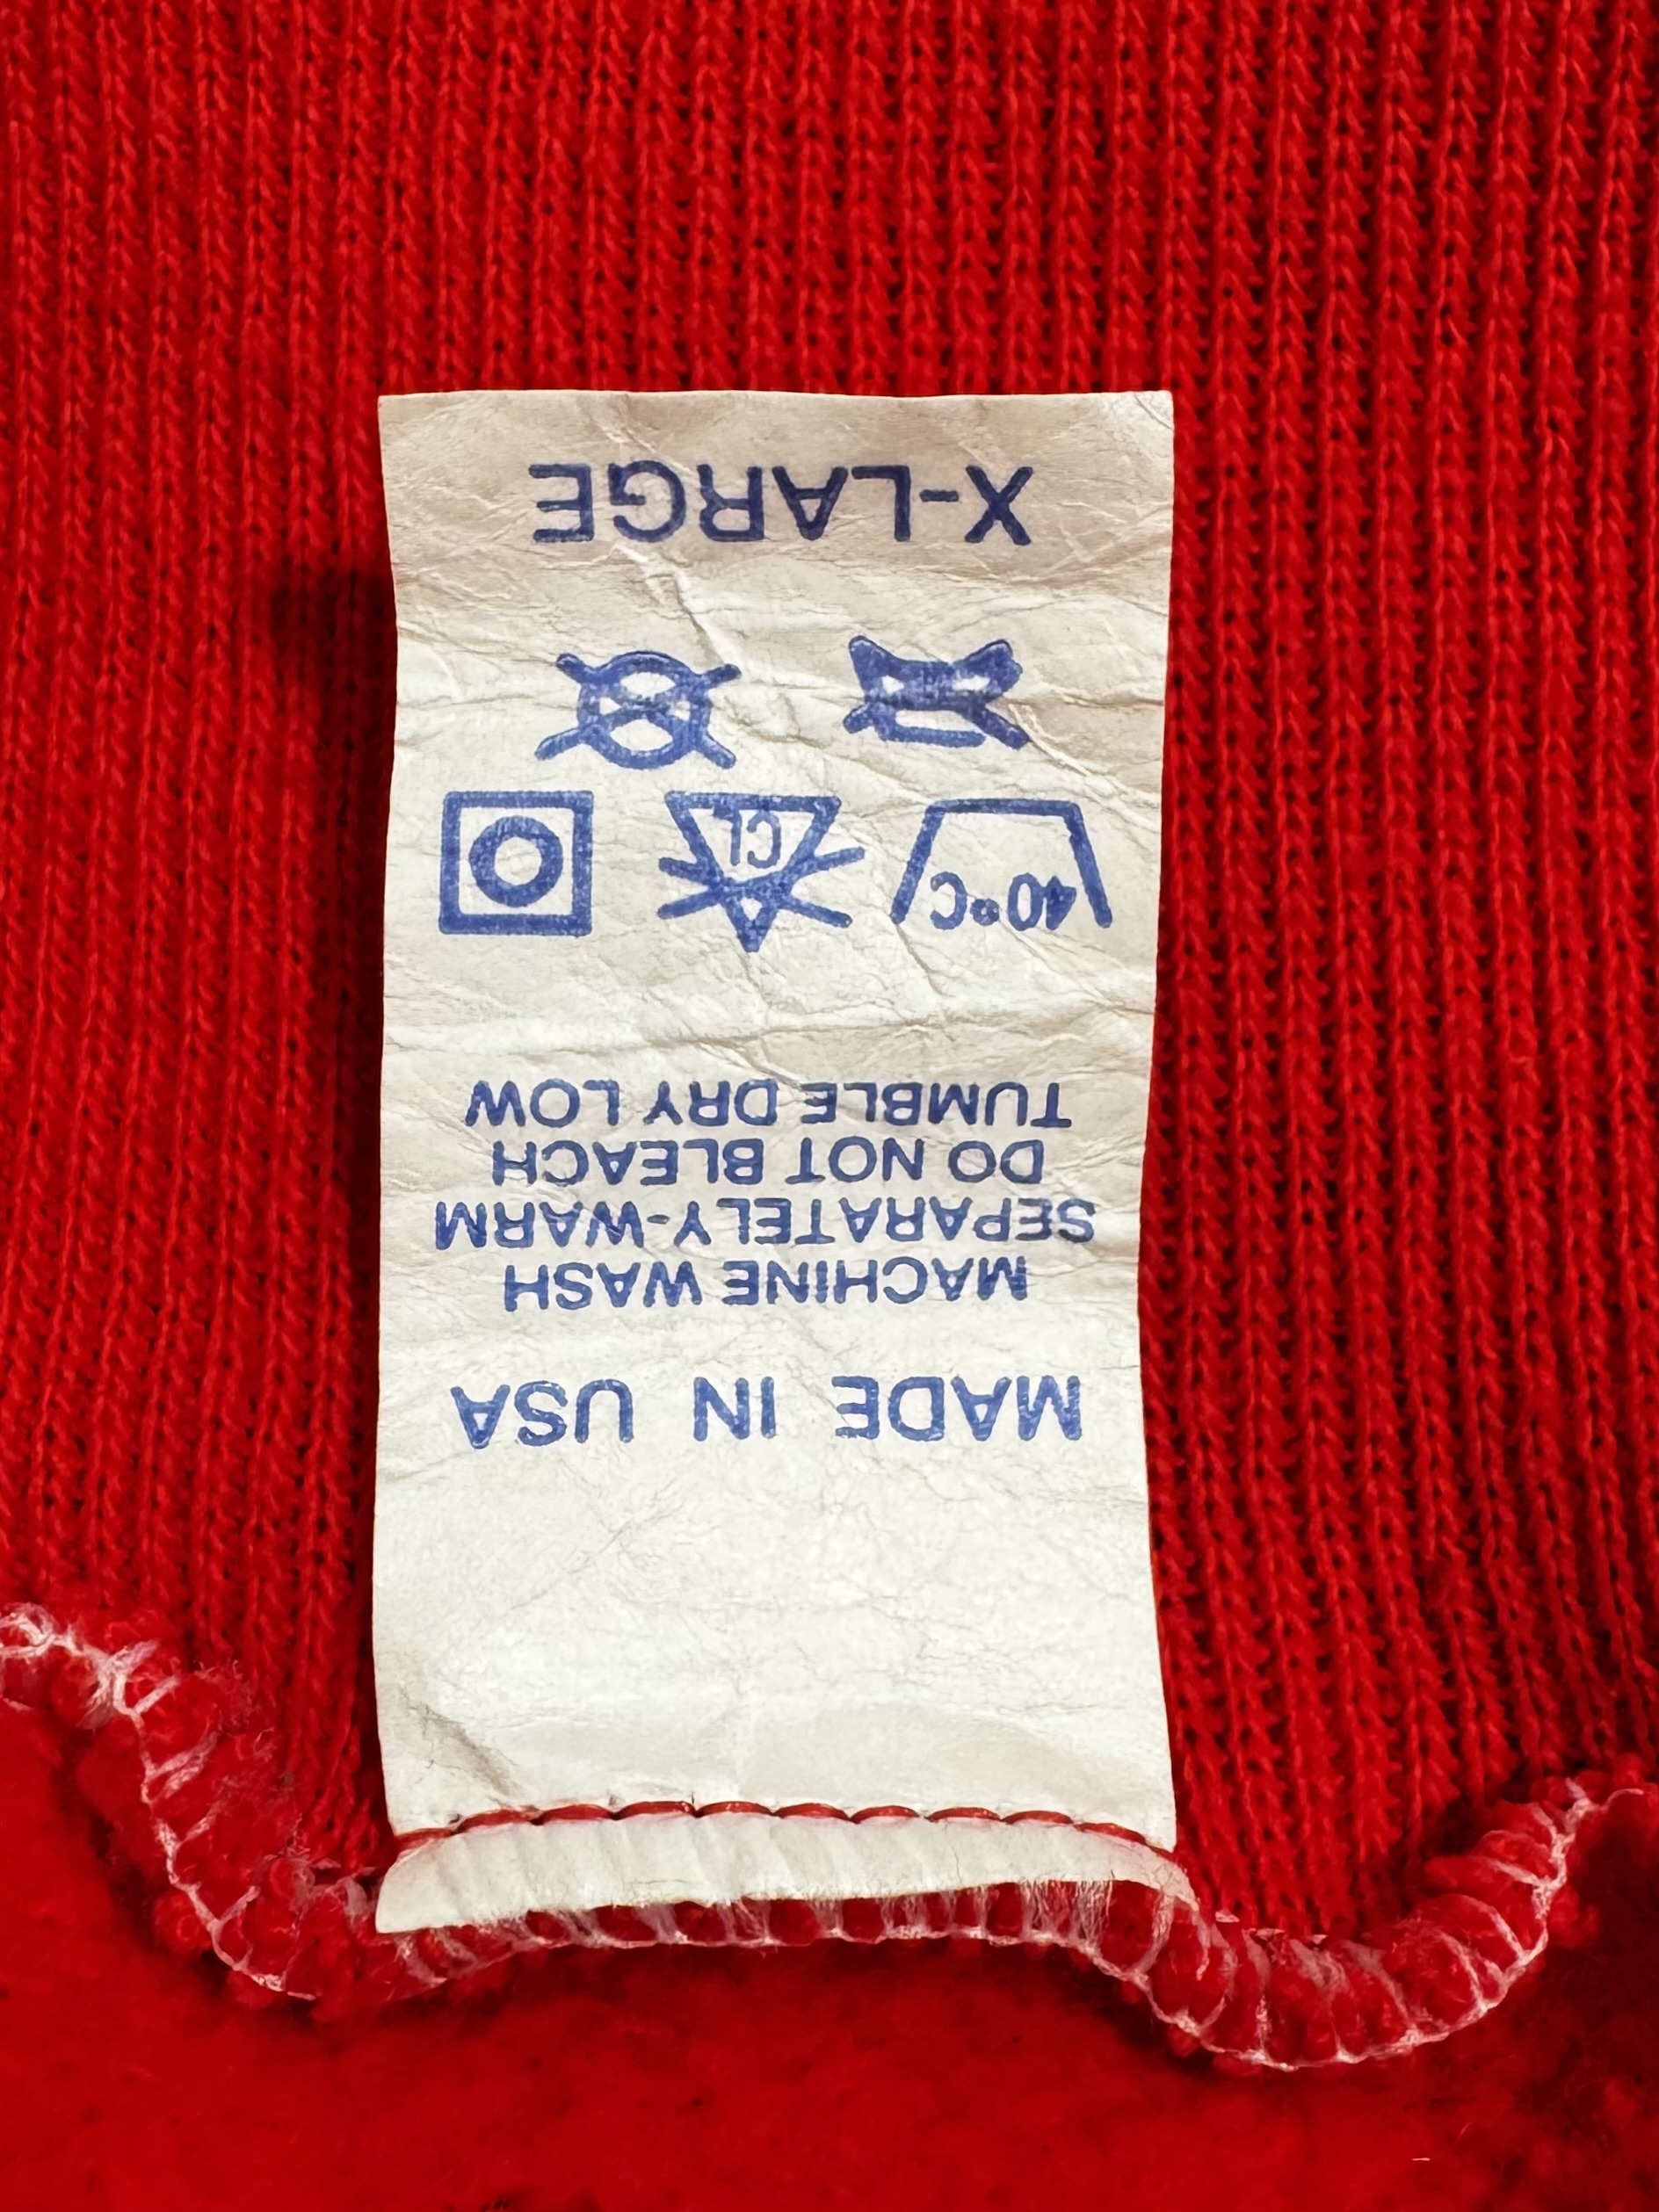 MADE IN USA
MACHINE WASH
SEPARATELY-WARM
DO NOT BLEACH
TUMBLE DRY LOW
40°C CL
X-LARGE